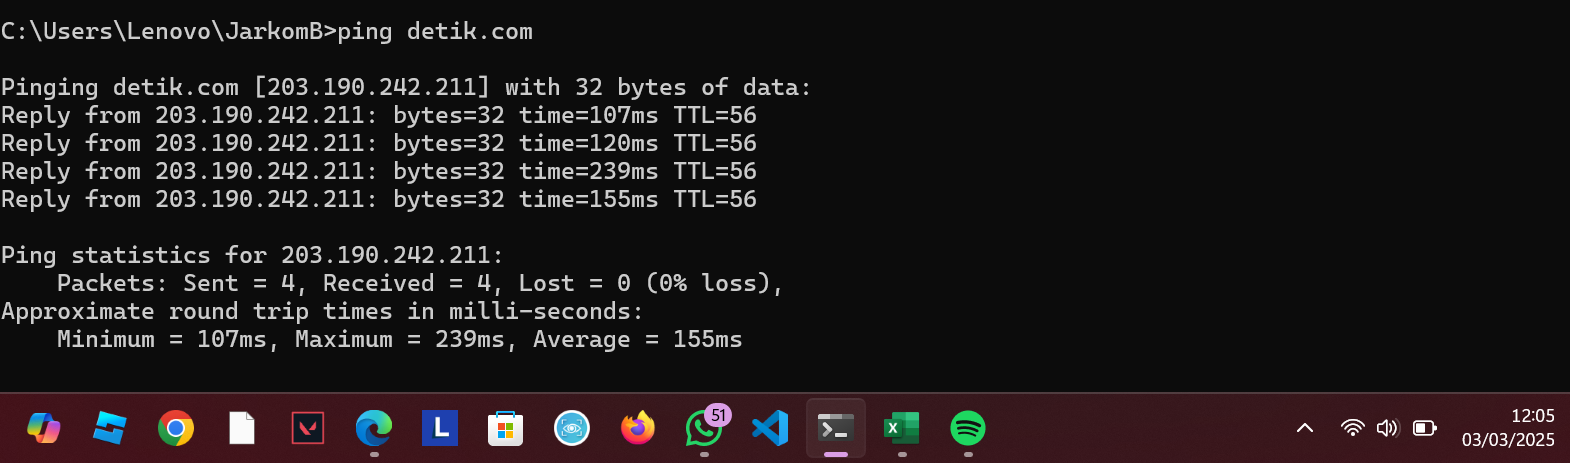 C:\Users\Lenovo\JarkomB>ping detik.com
Pinging detik.com [203.190.242.211] with 32 bytes of data:
Reply from 203.190.242.211: bytes=32 time=107ms TTL=56
Reply from 203.190.242.211: bytes=32 time=120ms TTL=56
Reply from 203.190.242.211: bytes=32 time=239ms TTL=56
Reply from 203.190.242.211: bytes=32 time=155ms TTL=56
Ping statistics for 203.190.242.211:
    Packets: Sent = 4, Received = 4, Lost = 0 (0% loss),
Approximate round trip times in milli-seconds:
    Minimum = 107ms, Maximum = 239ms, Average = 155ms
L
51
X
12:05
03/03/2025